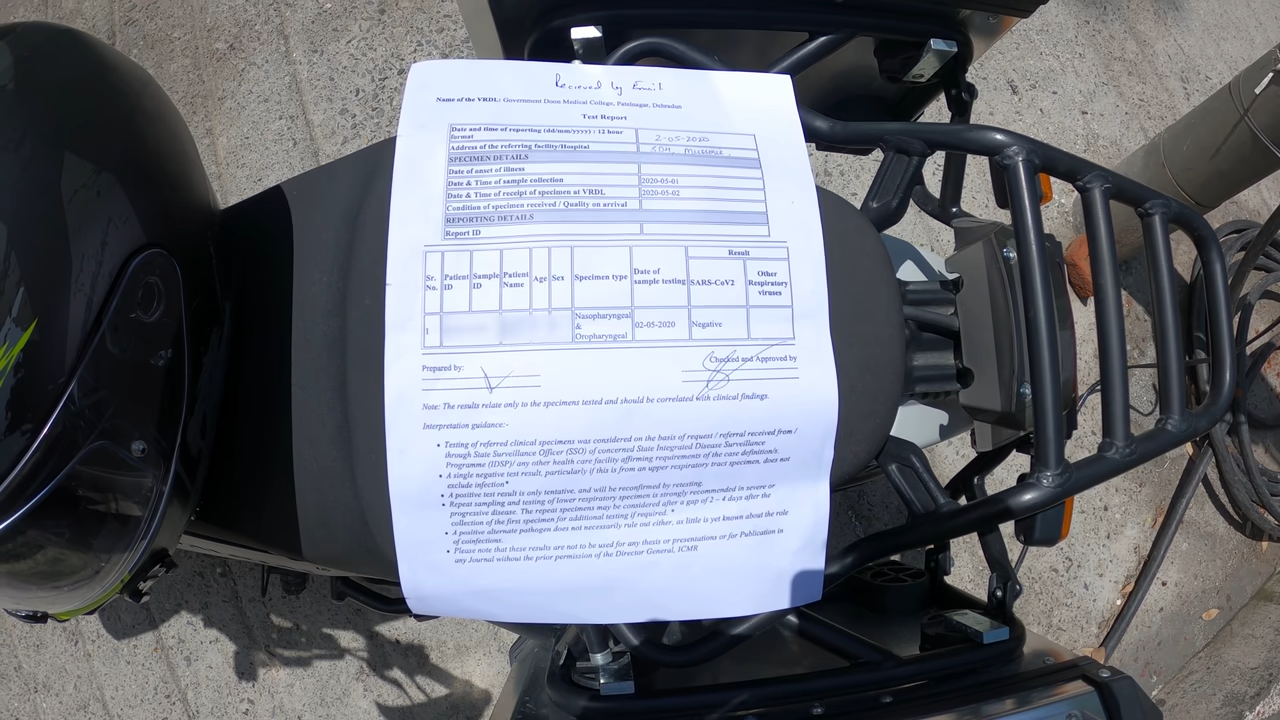 Recieved by Email
Name of the VRDL: Government Doon Medical College, Patelnagar, Dehradun
Test Report
Date and time of reporting (dd/mm/yyyy) : 12 hour
format
2-05-2020
Address of the referring facility/Hospital
SDH, Mussorie.
SPECIMEN DETAILS
Date of onset of illness
Date & Time of sample collection 2020-05-01
Date & Time of receipt of specimen at VRDL 2020-05-02
Condition of specimen received / Quality on arrival
REPORTING DETAILS
Report ID
Result
Sr. No. Patient ID Sample ID Patient Name Age Sex Specimen type Date of sample testing SARS-CoV2 Other Respiratory viruses
1 Nasopharyngeal & Oropharyngeal 02-05-2020 Negative
Prepared by:
Checked and Approved by
Note: The results relate only to the specimens tested and should be correlated with clinical findings.
Interpretation guidance:-
• Testing of referred clinical specimens was considered on the basis of request / referral received from /
through State Surveillance Officer (SSO) of concerned State Integrated Disease Surveillance
Programme (IDSP)/ any other health care facility affirming requirements of the case definition/s.
• A single negative test result, particularly if this is from an upper respiratory tract specimen, does not
exclude infection*
• A positive test result is only tentative, and will be reconfirmed by retesting.
• Repeat sampling and testing of lower respiratory specimen is strongly recommended in severe or
progressive disease. The repeat specimens may be considered after a gap of 2 – 4 days after the
collection of the first specimen for additional testing if required. *
• A positive alternate pathogen does not necessarily rule out either, as little is yet known about the role
of coinfections.
• Please note that these results are not to be used for any thesis or presentations or for Publication in
any Journal without the prior permission of the Director General, ICMR